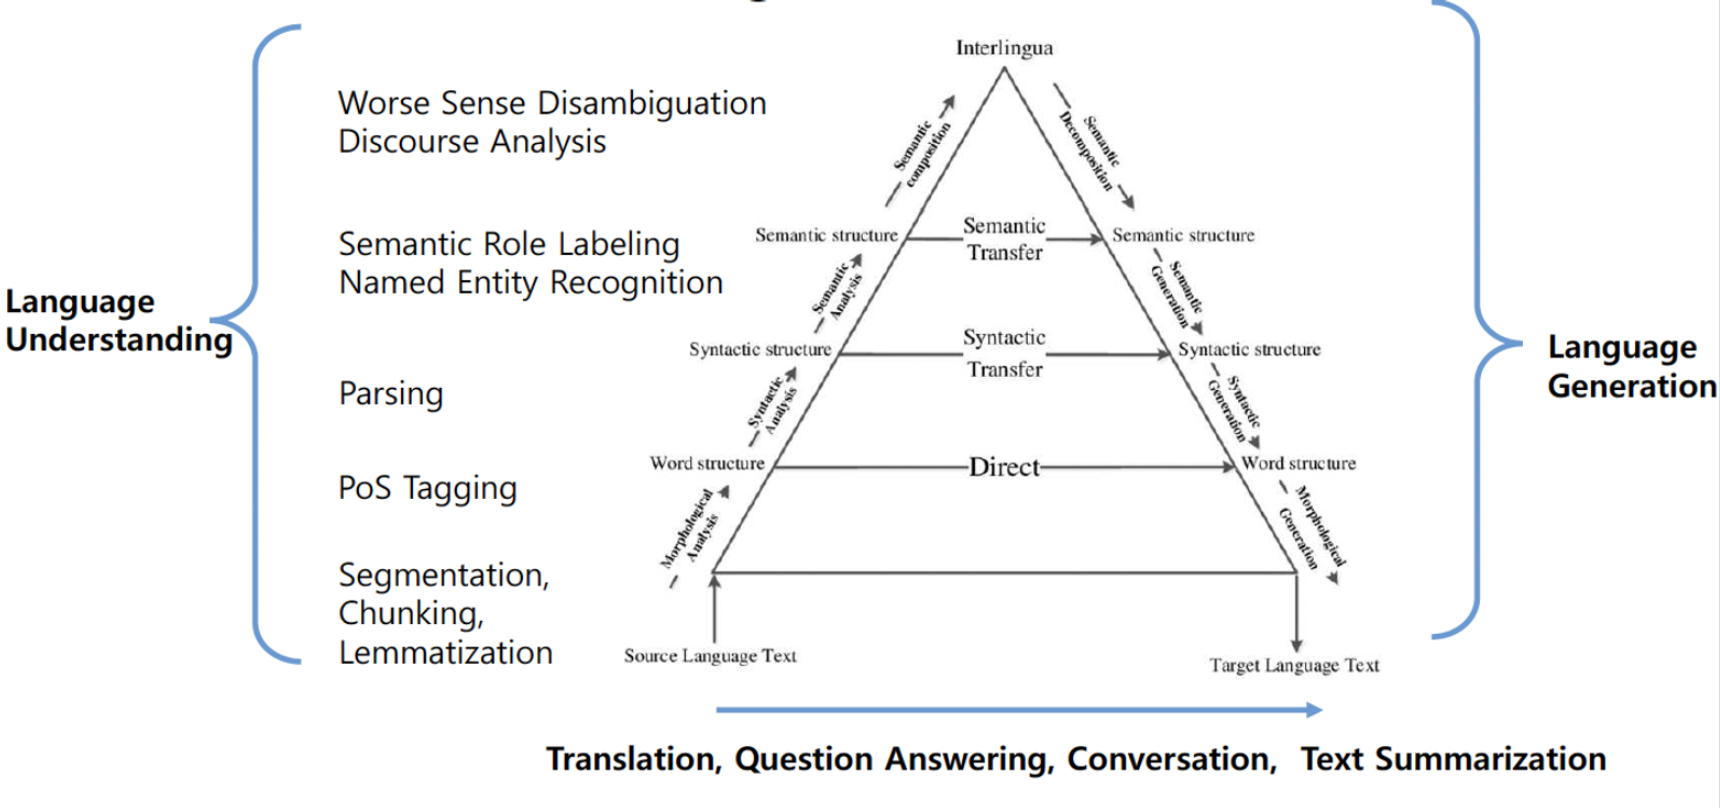 Language
Understanding
Worse Sense Disambiguation
Discourse Analysis
Semantic Role Labeling
Named Entity Recognition
Parsing
PoS Tagging
Segmentation,
Chunking,
Lemmatization
Interlingua
Semantic
composition
Semantic
Decomposition
Semantic structure
Semantic
Transfer
Semantic structure
Semantic
Analysis
Semantic
Generation
Syntactic structure
Syntactic
Transfer
Syntactic structure
Syntactic
Analysis
Syntactic
Generation
Word structure
Direct
Word structure
Morphological
Analysis
Morphological
Generation
Source Language Text
Target Language Text
Language
Generation
Translation, Question Answering, Conversation, Text Summarization